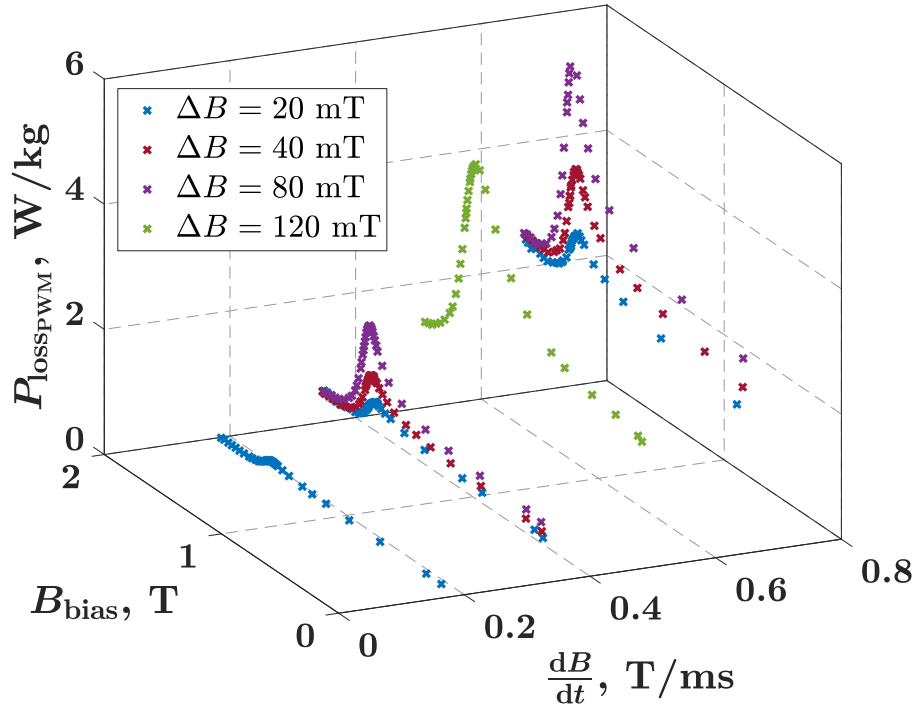 6
4
2
0
P_loss_PWM, W/kg
ΔB = 20 mT
ΔB = 40 mT
ΔB = 80 mT
ΔB = 120 mT
2
1
0
B_bias, T
0
0.2
0.4
0.6
0.8
dB/dt, T/ms